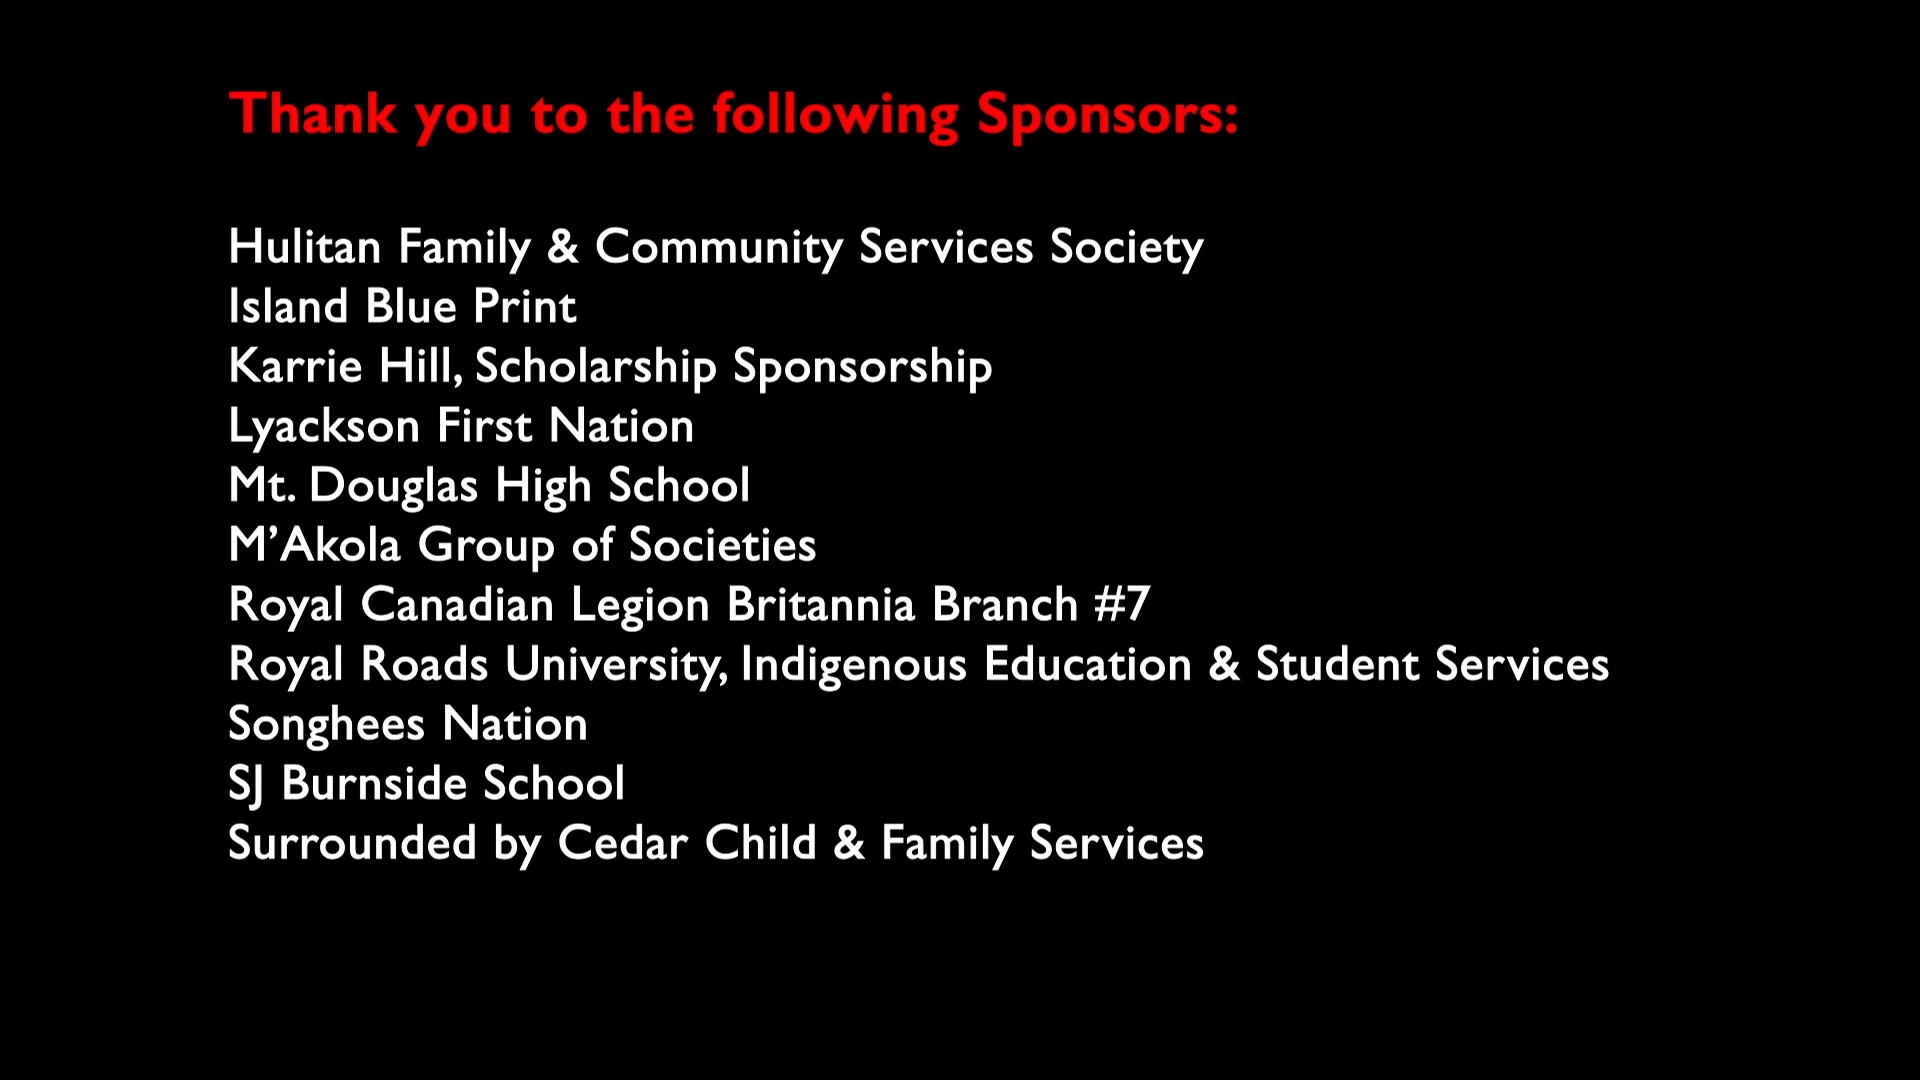 Thank you to the following Sponsors:
Hulitan Family & Community Services Society
Island Blue Print
Karrie Hill, Scholarship Sponsorship
Lyackson First Nation
Mt. Douglas High School
M’Akola Group of Societies
Royal Canadian Legion Britannia Branch #7
Royal Roads University, Indigenous Education & Student Services
Songhees Nation
SJ Burnside School
Surrounded by Cedar Child & Family Services